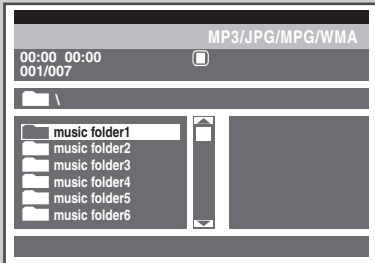 MP3/JPG/MPG/WMA
00:00 00:00
001/007
\
music folder1
music folder2
music folder3
music folder4
music folder5
music folder6